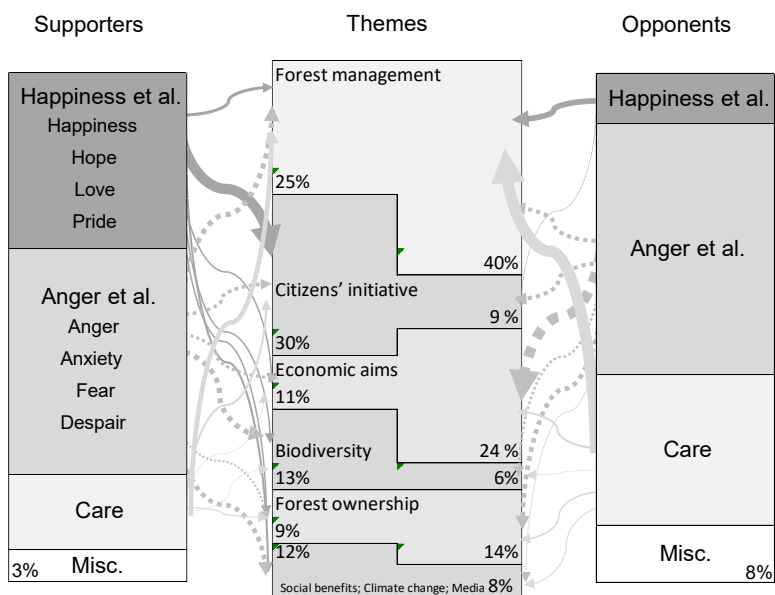 Supporters
Themes
Opponents
Happiness et al.
Happiness
Hope
Love
Pride
Anger et al.
Anger
Anxiety
Fear
Despair
Care
Misc.
3%
Forest management
25%
40%
Citizens’ initiative
9 %
30%
Economic aims
11%
24 %
Biodiversity
13%
6%
Forest ownership
9%
12%
14%
Social benefits; Climate change; Media 8%
Happiness et al.
Anger et al.
Care
Misc.
8%